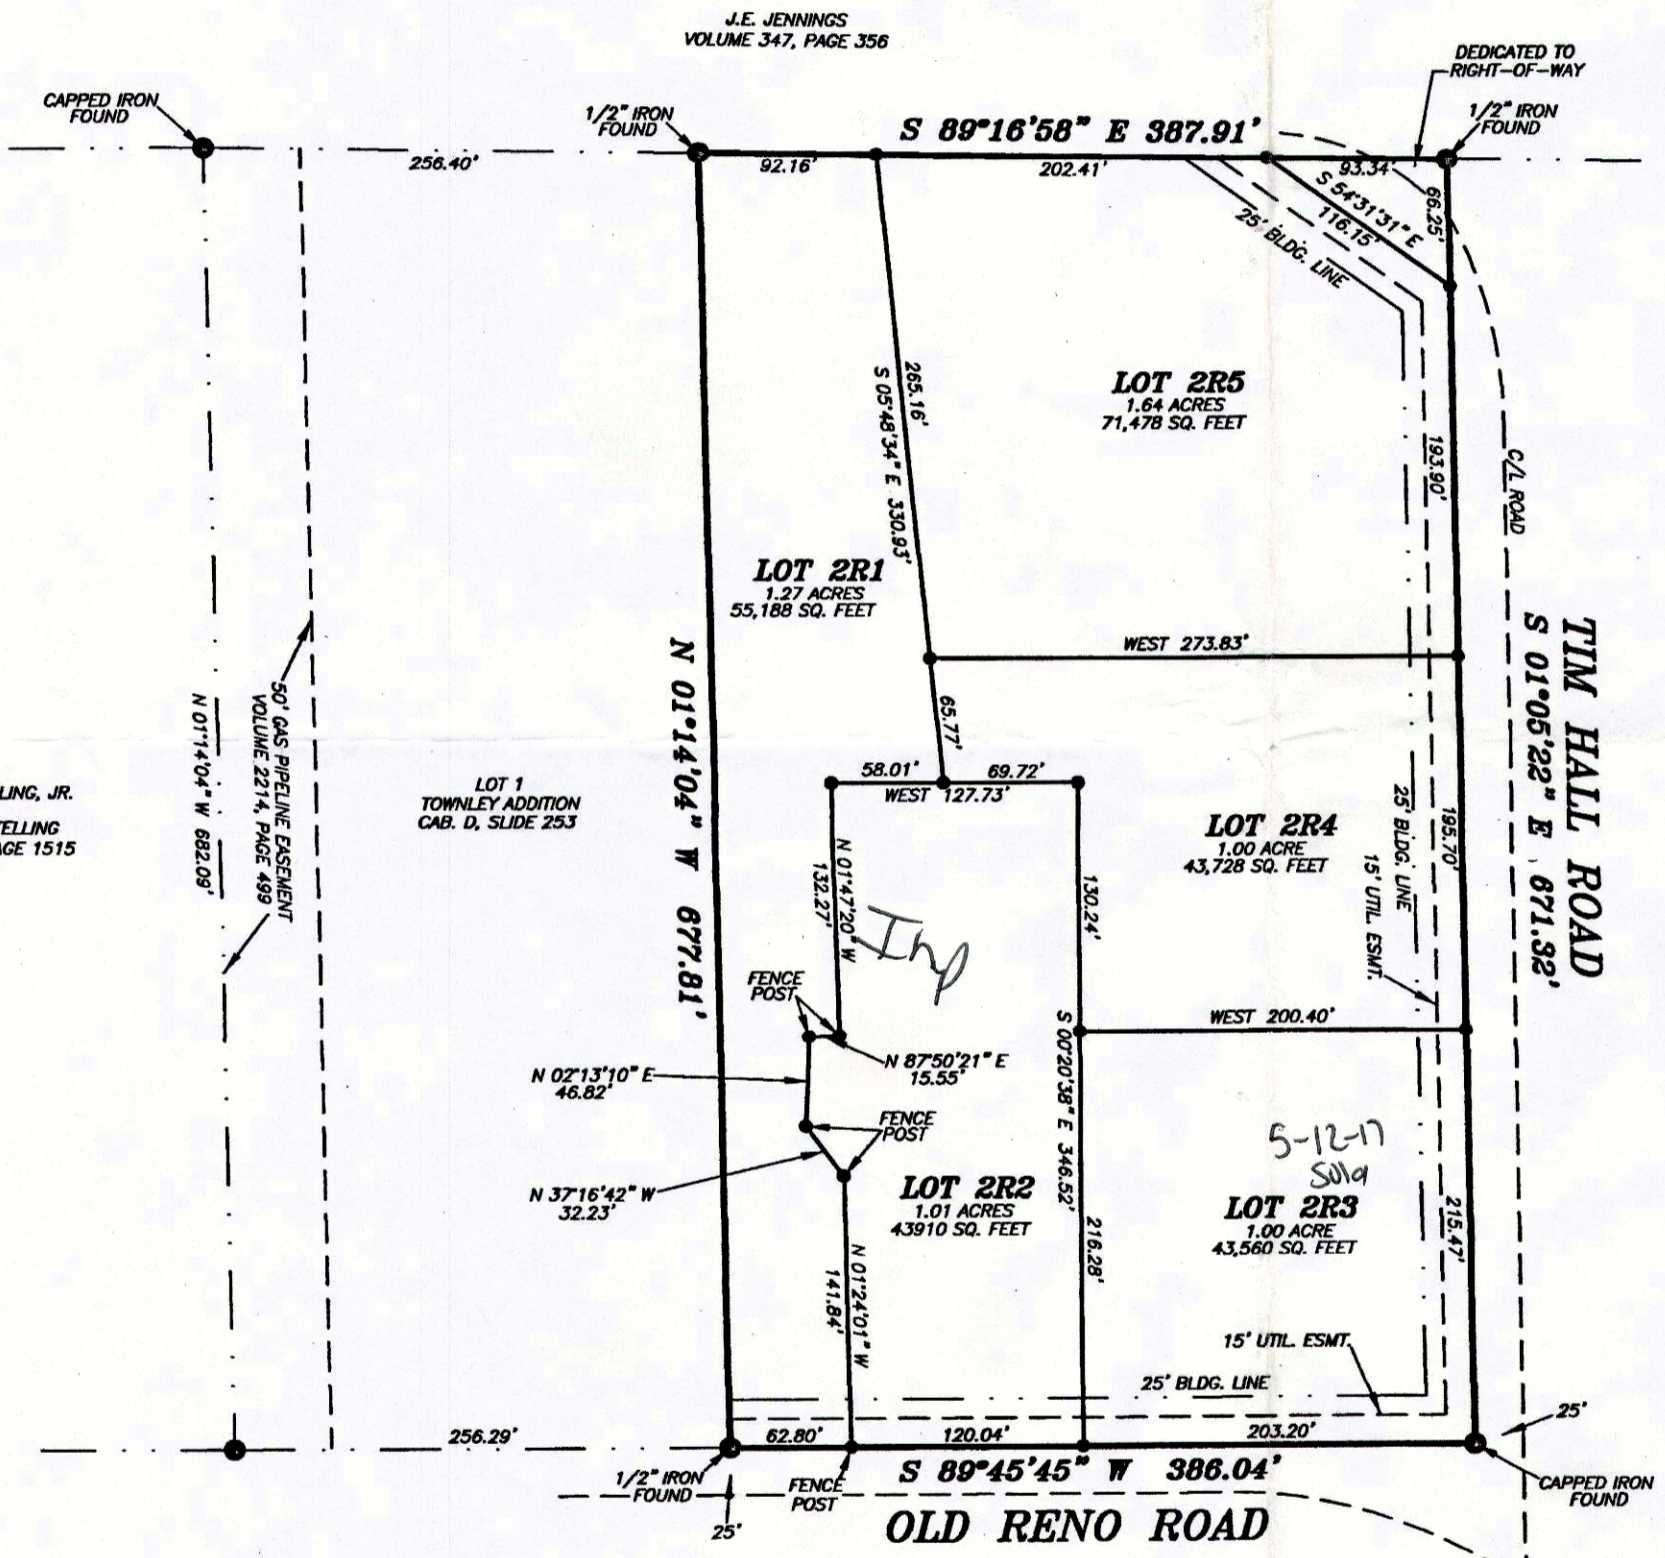 J.E. JENNINGS
VOLUME 347, PAGE 356
DEDICATED TO
RIGHT-OF-WAY
CAPPED IRON
FOUND
1/2" IRON
FOUND
S 89°16'58" E 387.91'
1/2" IRON
FOUND
256.40'
92.16'
202.41'
93.34'
66.25'
S 54°31'31" E
116.15'
25' BLDG. LINE
265.16'
S 05°48'34" E 330.93'
LOT 2R5
1.64 ACRES
71,478 SQ. FEET
193.90'
C/L ROAD
LOT 2R1
1.27 ACRES
55,188 SQ. FEET
WEST 273.83'
TIM HALL ROAD
S 01°05'22" E 671.32'
N 01°14'04" W 677.81'
50' GAS PIPELINE EASEMENT
VOLUME 2214, PAGE 499
N 01°14'04" W 682.09'
65.77'
58.01'
69.72'
WEST 127.73'
LING, JR.
TELLING
AGE 1515
LOT 1
TOWNLEY ADDITION
CAB. D, SLIDE 253
LOT 2R4
1.00 ACRE
43,728 SQ. FEET
25' BLDG. LINE
15' UTIL. ESMT.
195.70'
N 01°47'20" W
132.27'
130.24'
FENCE
POST
WEST 200.40'
N 87°50'21" E
15.55'
N 02°13'10" E
46.82'
S 00°20'38" E 346.52'
FENCE
POST
5-12-17
Sold
N 37°16'42" W
32.23'
LOT 2R2
1.01 ACRES
43910 SQ. FEET
LOT 2R3
1.00 ACRE
43,560 SQ. FEET
215.47'
216.28'
N 01°24'01" W
141.84'
15' UTIL. ESMT.
25' BLDG. LINE
256.29'
62.80'
120.04'
203.20'
25'
S 89°45'45" W 386.04'
1/2" IRON
FOUND
FENCE
POST
CAPPED IRON
FOUND
25'
OLD RENO ROAD